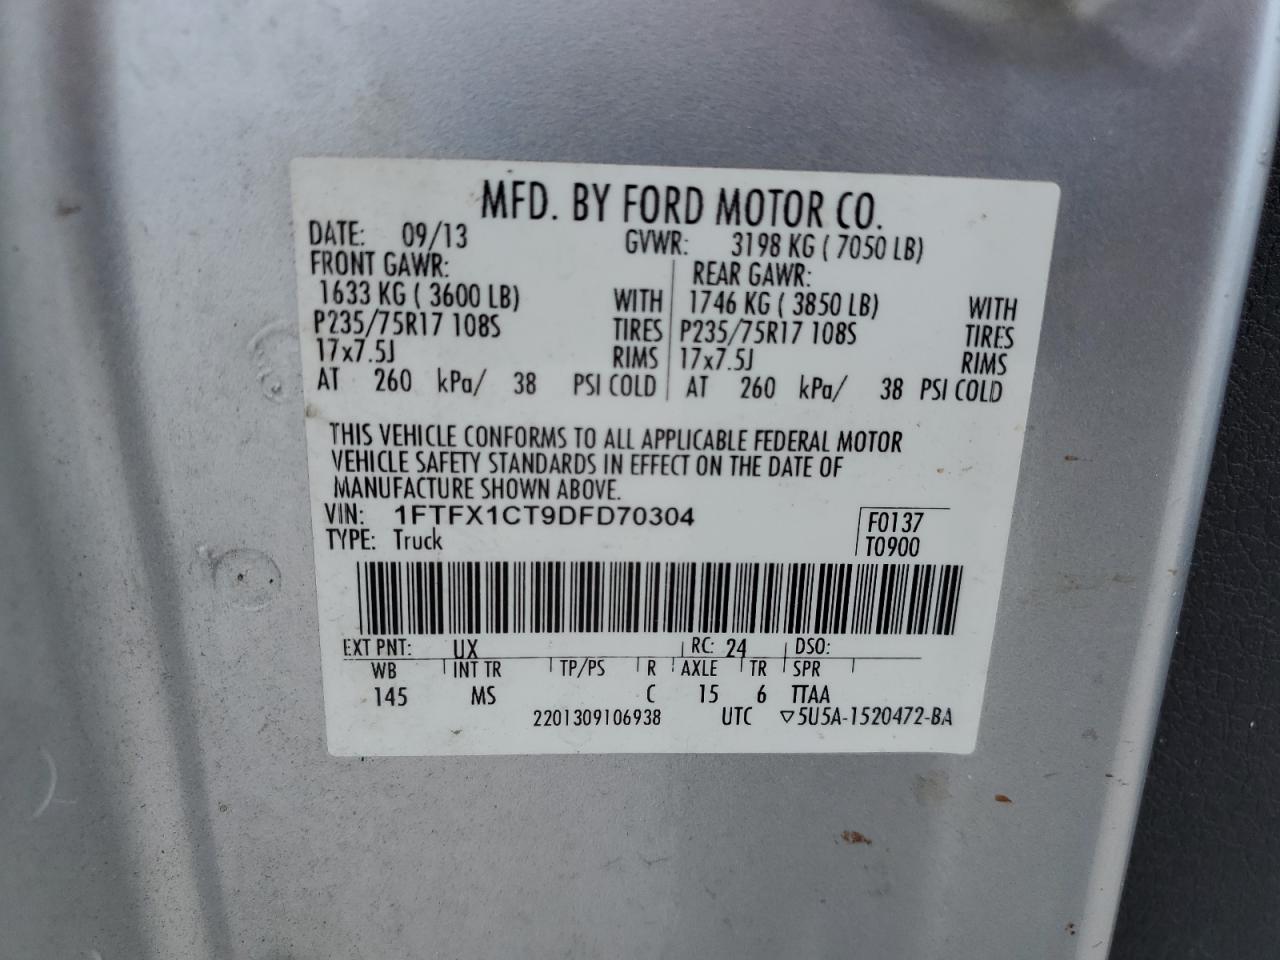 MFD. BY FORD MOTOR CO.
DATE: 09/13 GVWR: 3198 KG ( 7050 LB)
FRONT GAWR: REAR GAWR:
1633 KG ( 3600 LB) WITH 1746 KG ( 3850 LB) WITH
P235/75R17 108S TIRES P235/75R17 108S TIRES
17x7.5J RIMS 17x7.5J RIMS
AT 260 kPa/ 38 PSI COLD AT 260 kPa/ 38 PSI COLD
THIS VEHICLE CONFORMS TO ALL APPLICABLE FEDERAL MOTOR
VEHICLE SAFETY STANDARDS IN EFFECT ON THE DATE OF
MANUFACTURE SHOWN ABOVE.
VIN: 1FTFX1CT9DFD70304 F0137
TYPE: Truck T0900
EXT PNT: UX RC: 24 DSO:
WB INT TR TP/PS R AXLE TR SPR
145 MS C 15 6 TTAA
2201309106938 UTC ▽5U5A-1520472-BA